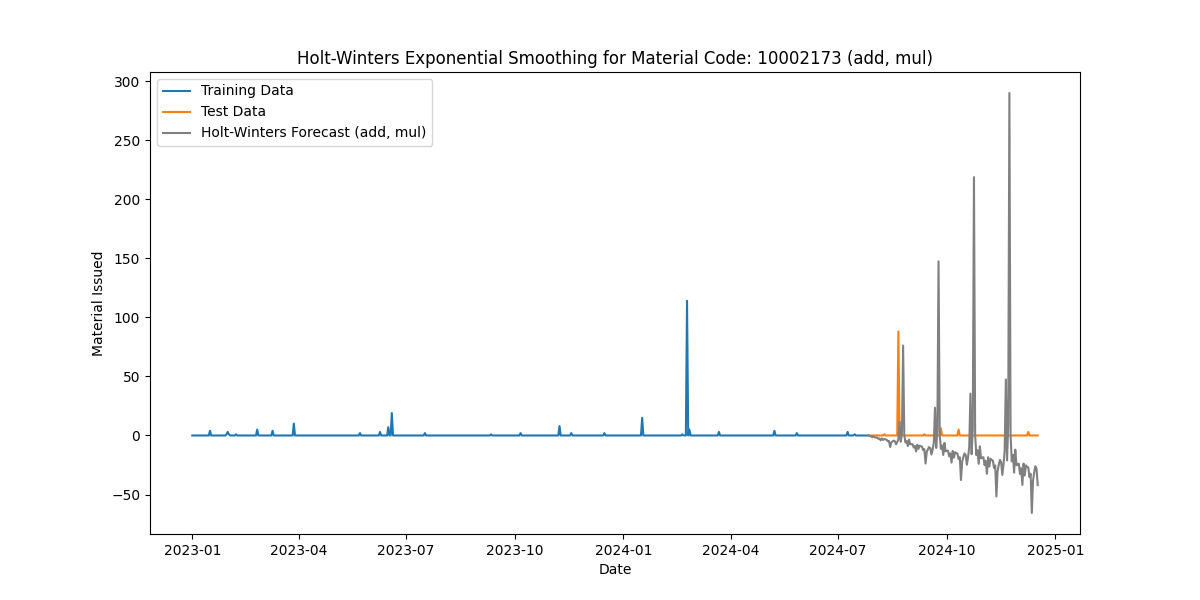 Holt-Winters Exponential Smoothing for Material Code: 10002173 (add, mul)
300
250
200
150
100
50
0
−50
Material Issued
Training Data
Test Data
Holt-Winters Forecast (add, mul)
2023-01 2023-04 2023-07 2023-10 2024-01 2024-04 2024-07 2024-10 2025-01
Date